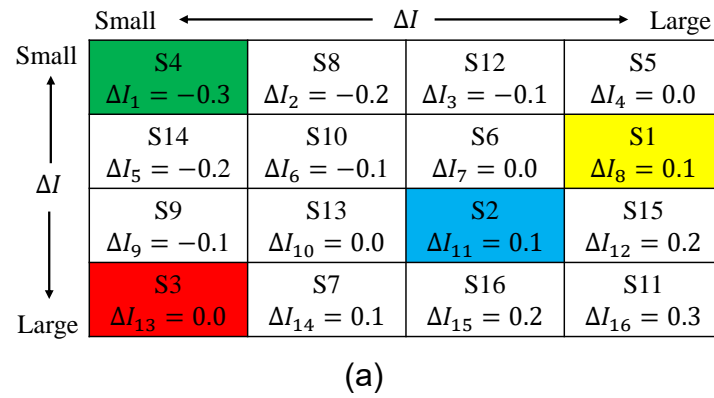 Small ΔI Large
Small
S4 S8 S12 S5
ΔI₁ = −0.3 ΔI₂ = −0.2 ΔI₃ = −0.1 ΔI₄ = 0.0
S14 S10 S6 S1
ΔI₅ = −0.2 ΔI₆ = −0.1 ΔI₇ = 0.0 ΔI₈ = 0.1
ΔI
S9 S13 S2 S15
ΔI₉ = −0.1 ΔI₁₀ = 0.0 ΔI₁₁ = 0.1 ΔI₁₂ = 0.2
S3 S7 S16 S11
ΔI₁₃ = 0.0 ΔI₁₄ = 0.1 ΔI₁₅ = 0.2 ΔI₁₆ = 0.3
Large
(a)